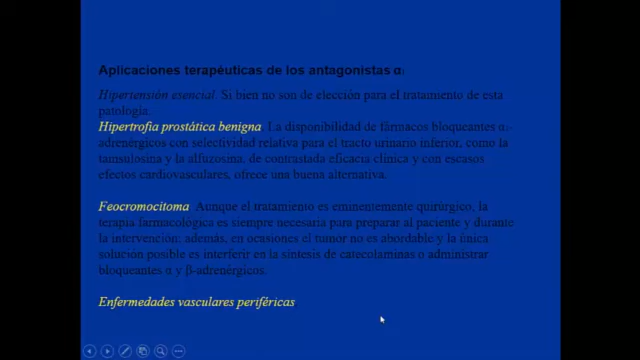 Aplicaciones terapéuticas de los antagonistas α₁
Hipertensión esencial. Si bien no son de elección para el tratamiento de esta
patología.
Hipertrofia prostática benigna. La disponibilidad de fármacos bloqueantes α₁-
adrenérgicos con selectividad relativa para el tracto urinario inferior, como la
tamsulosina y la alfuzosina, de contrastada eficacia clínica y con escasos
efectos cardiovasculares, ofrece una buena alternativa.
Feocromocitoma. Aunque el tratamiento es eminentemente quirúrgico, la
terapia farmacológica es siempre necesaria para preparar al paciente y durante
la intervención; además, en ocasiones el tumor no es abordable y la única
solución posible es interferir en la síntesis de catecolaminas o administrar
bloqueantes α y β-adrenérgicos.
Enfermedades vasculares periféricas